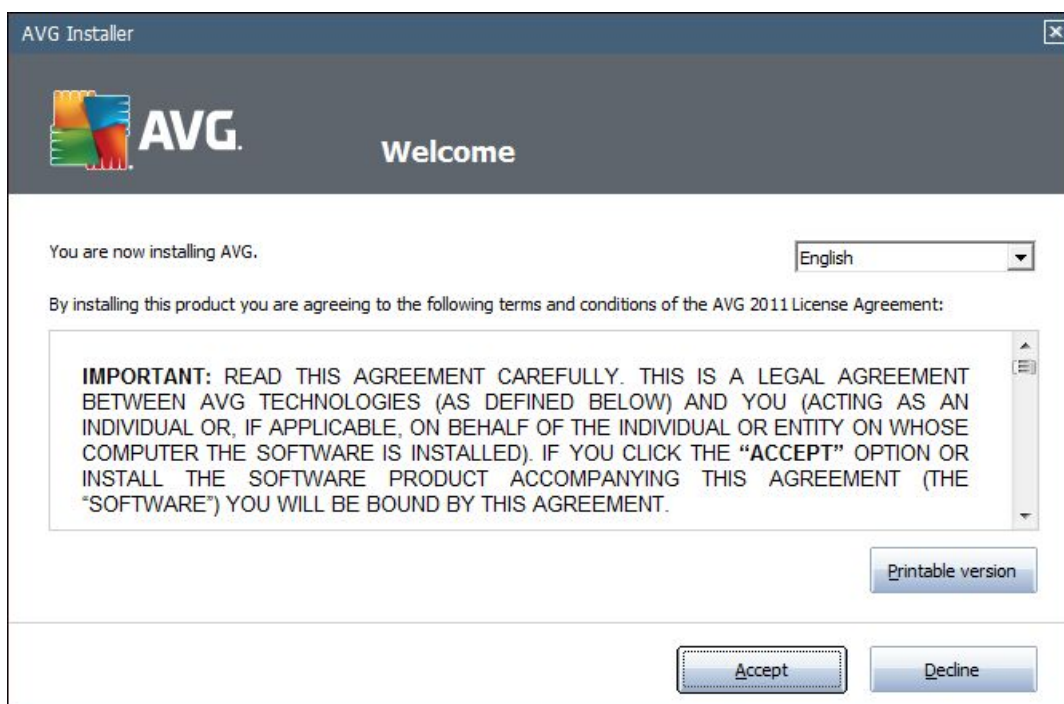 AVG Installer
AVG.
Welcome
You are now installing AVG.
English
By installing this product you are agreeing to the following terms and conditions of the AVG 2011 License Agreement:
IMPORTANT: READ THIS AGREEMENT CAREFULLY. THIS IS A LEGAL AGREEMENT
BETWEEN AVG TECHNOLOGIES (AS DEFINED BELOW) AND YOU (ACTING AS AN
INDIVIDUAL OR, IF APPLICABLE, ON BEHALF OF THE INDIVIDUAL OR ENTITY ON WHOSE
COMPUTER THE SOFTWARE IS INSTALLED). IF YOU CLICK THE “ACCEPT” OPTION OR
INSTALL THE SOFTWARE PRODUCT ACCOMPANYING THIS AGREEMENT (THE
“SOFTWARE”) YOU WILL BE BOUND BY THIS AGREEMENT.
Printable version
Accept
Decline